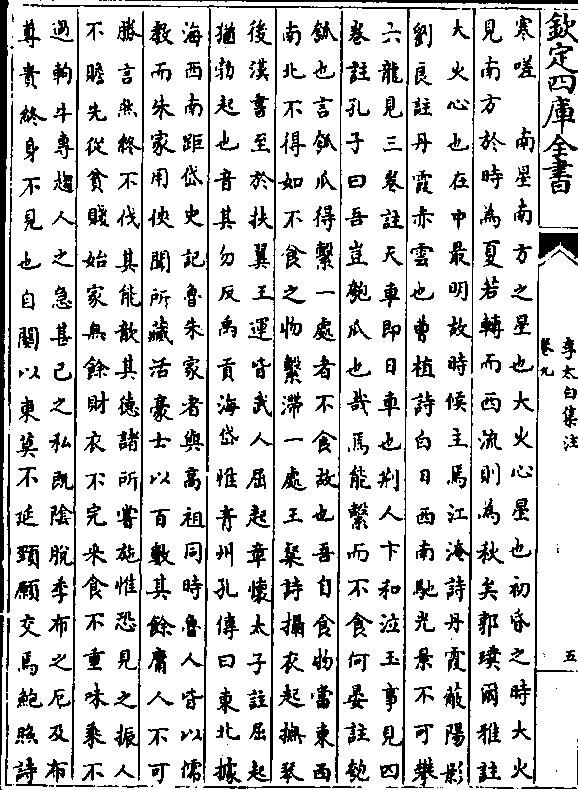 欽定四庫全書
李太白集注
卷九
五
寒嗟　南星南方之星也大火心星也初昏之時大火
見南方於時為夏若轉而西流則為秋矣郭璞爾雅註
大火心也在中最明故時候主焉江淹詩丹霞蔽陽影
劉良註丹霞赤雲也曹植詩白日西南馳光景不可攀
六龍見三卷註天車即日車也荆人卞和泣玉事見四
卷註孔子曰吾豈匏瓜也哉焉能繫而不食何晏註匏
瓠也言瓠瓜得繫一處者不食故也吾自食物當東西
南北不得如不食之物繫滯一處王粲詩攝衣起撫琴
後漢書至於扶翼王運皆武人屈起章懷太子註屈起
猶勃起也音其勿反禹貢海岱惟青州孔傳曰東北據
海西南距岱史記魯朱家者與高祖同時魯人皆以儒
教而朱家用俠聞所藏活豪士以百數其餘庸人不可
勝言然終不伐其能歆其德諸所嘗施惟恐見之振人
不贍先從貧賤始家無餘財衣不完采食不重味乘不
過軥牛專趨人之急甚己之私既陰脫季布之厄及布
尊貴終身不見也自關以東莫不延頸願交焉鮑照詩